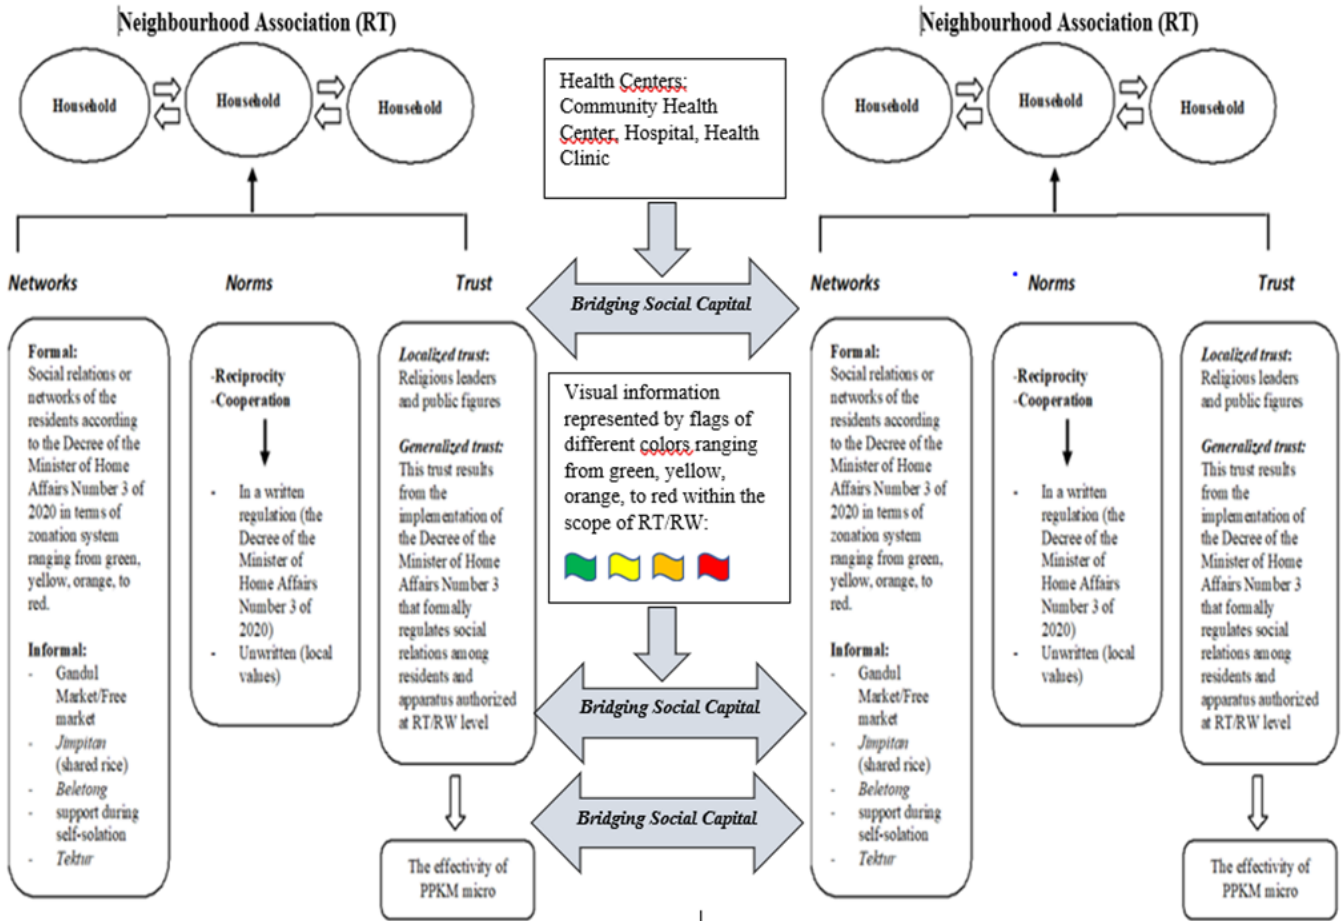 Neighbourhood Association (RT)
Household
Household
Household
Networks
Norms
Trust
Formal:
Social relations or
networks of the
residents according
to the Decree of the
Minister of Home
Affairs Number 3 of
2020 in terms of
zonation system
ranging from green,
yellow, orange, to
red.
Informal:
- Gandul
Market/Free
market
- Jimpitan
(shared rice)
- Beletong
- support during
self-solation
- Tektur
-Reciprocity
-Cooperation
- In a written
regulation (the
Decree of the
Minister of
Home Affairs
Number 3 of
2020)
- Unwritten (local
values)
Localized trust:
Religious leaders
and public figures
Generalized trust:
This trust results
from the
implementation of
the Decree of the
Minister of Home
Affairs Number 3
that formally
regulates social
relations among
residents and
apparatus authorized
at RT/RW level
The effectivity of
PPKM micro
Health Centers:
Community Health
Center, Hospital, Health
Clinic
Bridging Social Capital
Visual information
represented by flags of
different colors ranging
from green, yellow,
orange, to red within the
scope of RT/RW:
Bridging Social Capital
Bridging Social Capital
Neighbourhood Association (RT)
Household
Household
Household
Networks
Norms
Trust
Formal:
Social relations or
networks of the
residents according
to the Decree of the
Minister of Home
Affairs Number 3 of
2020 in terms of
zonation system
ranging from green,
yellow, orange, to
red.
Informal:
- Gandul
Market/Free
market
- Jimpitan
(shared rice)
- Beletong
- support during
self-solation
- Tektur
-Reciprocity
-Cooperation
- In a written
regulation (the
Decree of the
Minister of
Home Affairs
Number 3 of
2020)
- Unwritten (local
values)
Localized trust:
Religious leaders
and public figures
Generalized trust:
This trust results
from the
implementation of
the Decree of the
Minister of Home
Affairs Number 3
that formally
regulates social
relations among
residents and
apparatus authorized
at RT/RW level
The effectivity of
PPKM micro